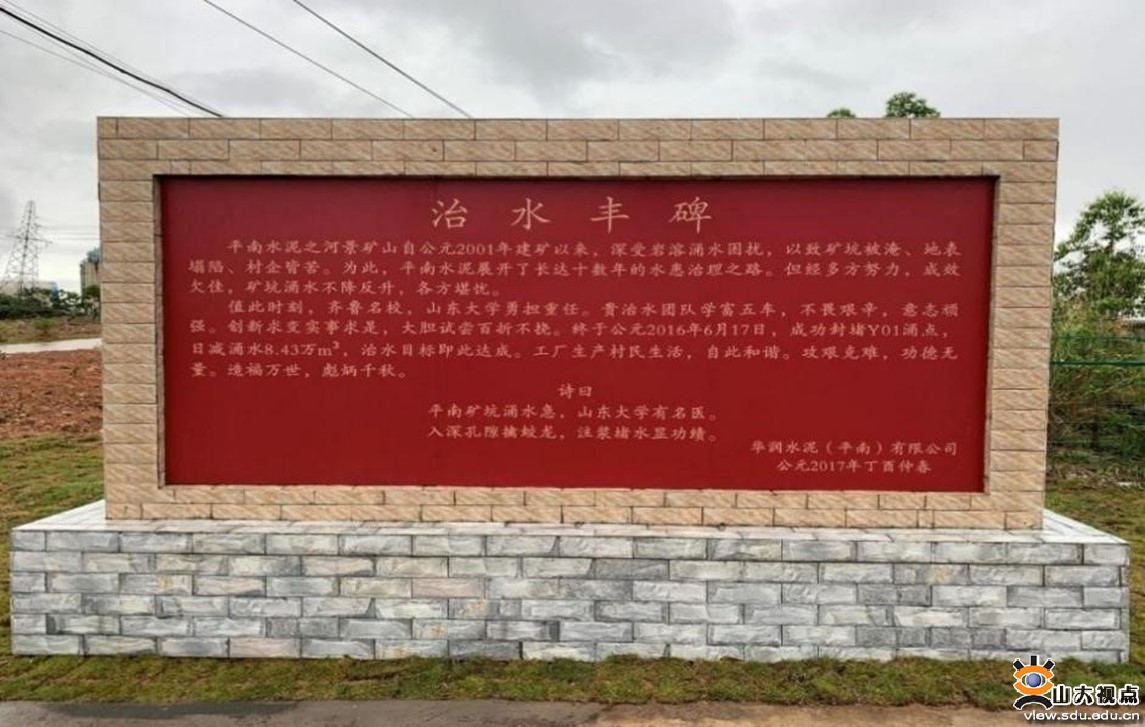 治水丰碑
平南水泥之河景矿山自公元2001年建矿以来，深受岩溶涌水困扰，以致矿坑被淹、地表
塌陷、村企皆苦。为此，平南水泥展开了长达十数年的水患治理之路。但经多方努力，成效
欠佳，矿坑涌水不降反升，各方堪忧。
值此时刻，齐鲁名校，山东大学勇担重任。贵治水团队学富五车，不畏艰辛，意志顽
强。创新求变实事求是，大胆试尝百折不挠。终于公元2016年6月17日，成功封堵Y01涌点，
日减涌水8.43万m³，治水目标即此达成。工厂生产村民生活，自此和谐。攻艰克难，功德无
量。造福万世，彪炳千秋。
诗曰
平南矿坑涌水急，山东大学有名医。
入深孔隙擒蛟龙，注浆堵水显功绩。
华润水泥（平南）有限公司
公元2017年丁酉仲春
山大视点
view.sdu.edu.cn